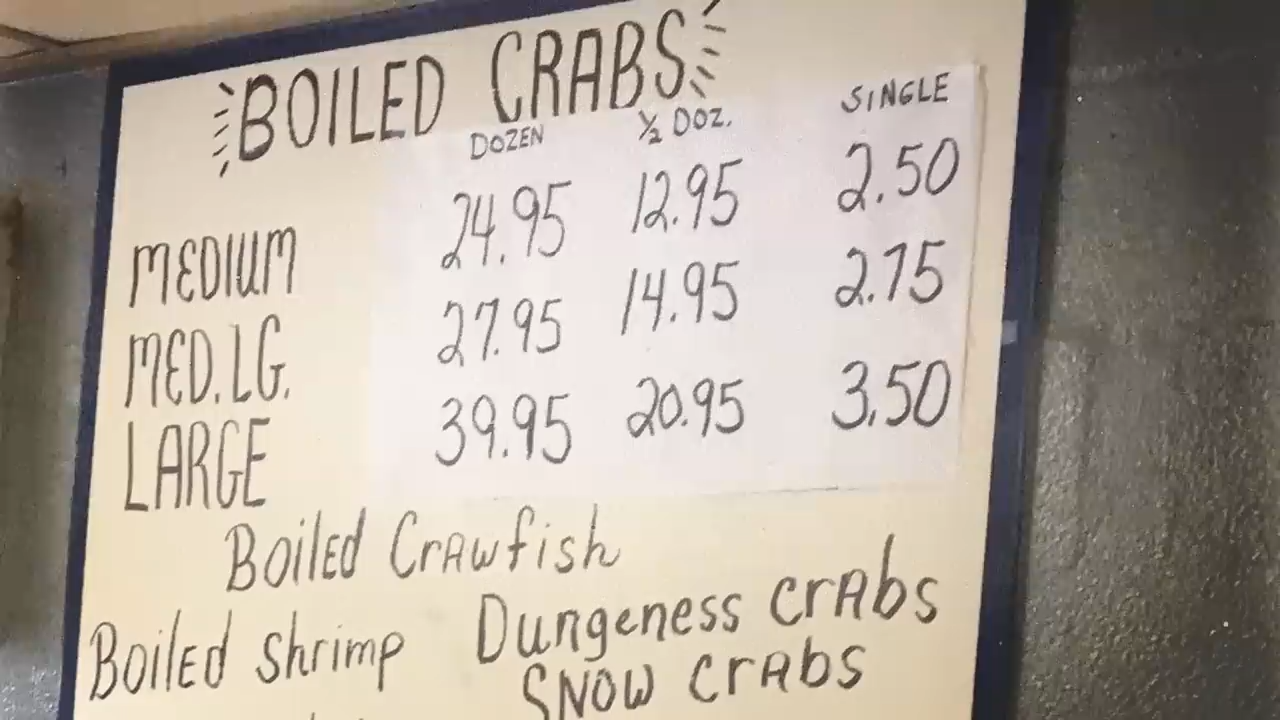 BOILED CRABS
DOZEN ½ DOZ. SINGLE
MEDIUM 24.95 12.95 2.50
MED.LG. 27.95 14.95 2.75
LARGE 39.95 20.95 3.50
Boiled Crawfish
Boiled Shrimp Dungeness crabs
Snow crabs